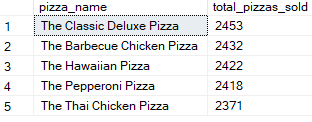 pizza_name total_pizzas_sold
1 The Classic Deluxe Pizza 2453
2 The Barbecue Chicken Pizza 2432
3 The Hawaiian Pizza 2422
4 The Pepperoni Pizza 2418
5 The Thai Chicken Pizza 2371